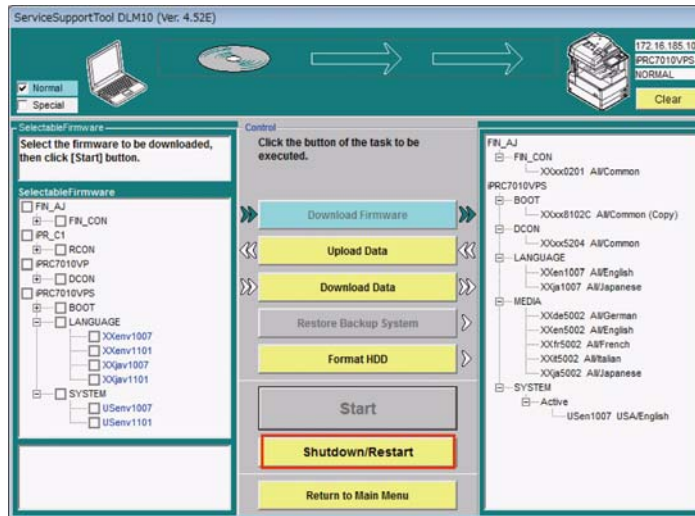 ServiceSupportTool DLM10 (Ver. 4.52E)
172.16.185.10
iPRC7010VPS
NORMAL
Normal
Special
Clear
SelectableFirmware
Select the firmware to be downloaded,
then click [Start] button.
SelectableFirmware
FIN_AJ
FIN_CON
iPR_C1
RCON
iPRC7010VP
DCON
iPRC7010VPS
BOOT
LANGUAGE
XXenv1007
XXenv1101
XXjav1007
XXjav1101
SYSTEM
USenv1007
USenv1101
Control
Click the button of the task to be
executed.
Download Firmware
Upload Data
Download Data
Restore Backup System
Format HDD
Start
Shutdown/Restart
Return to Main Menu
FIN_AJ
FIN_CON
XXxx0201 All/Common
iPRC7010VPS
BOOT
XXxx8102C All/Common (Copy)
DCON
XXxx5204 All/Common
LANGUAGE
XXen1007 All/English
XXja1007 All/Japanese
MEDIA
XXde5002 All/German
XXen5002 All/English
XXfr5002 All/French
XXit5002 All/Italian
XXja5002 All/Japanese
SYSTEM
Active
USen1007 USA/English